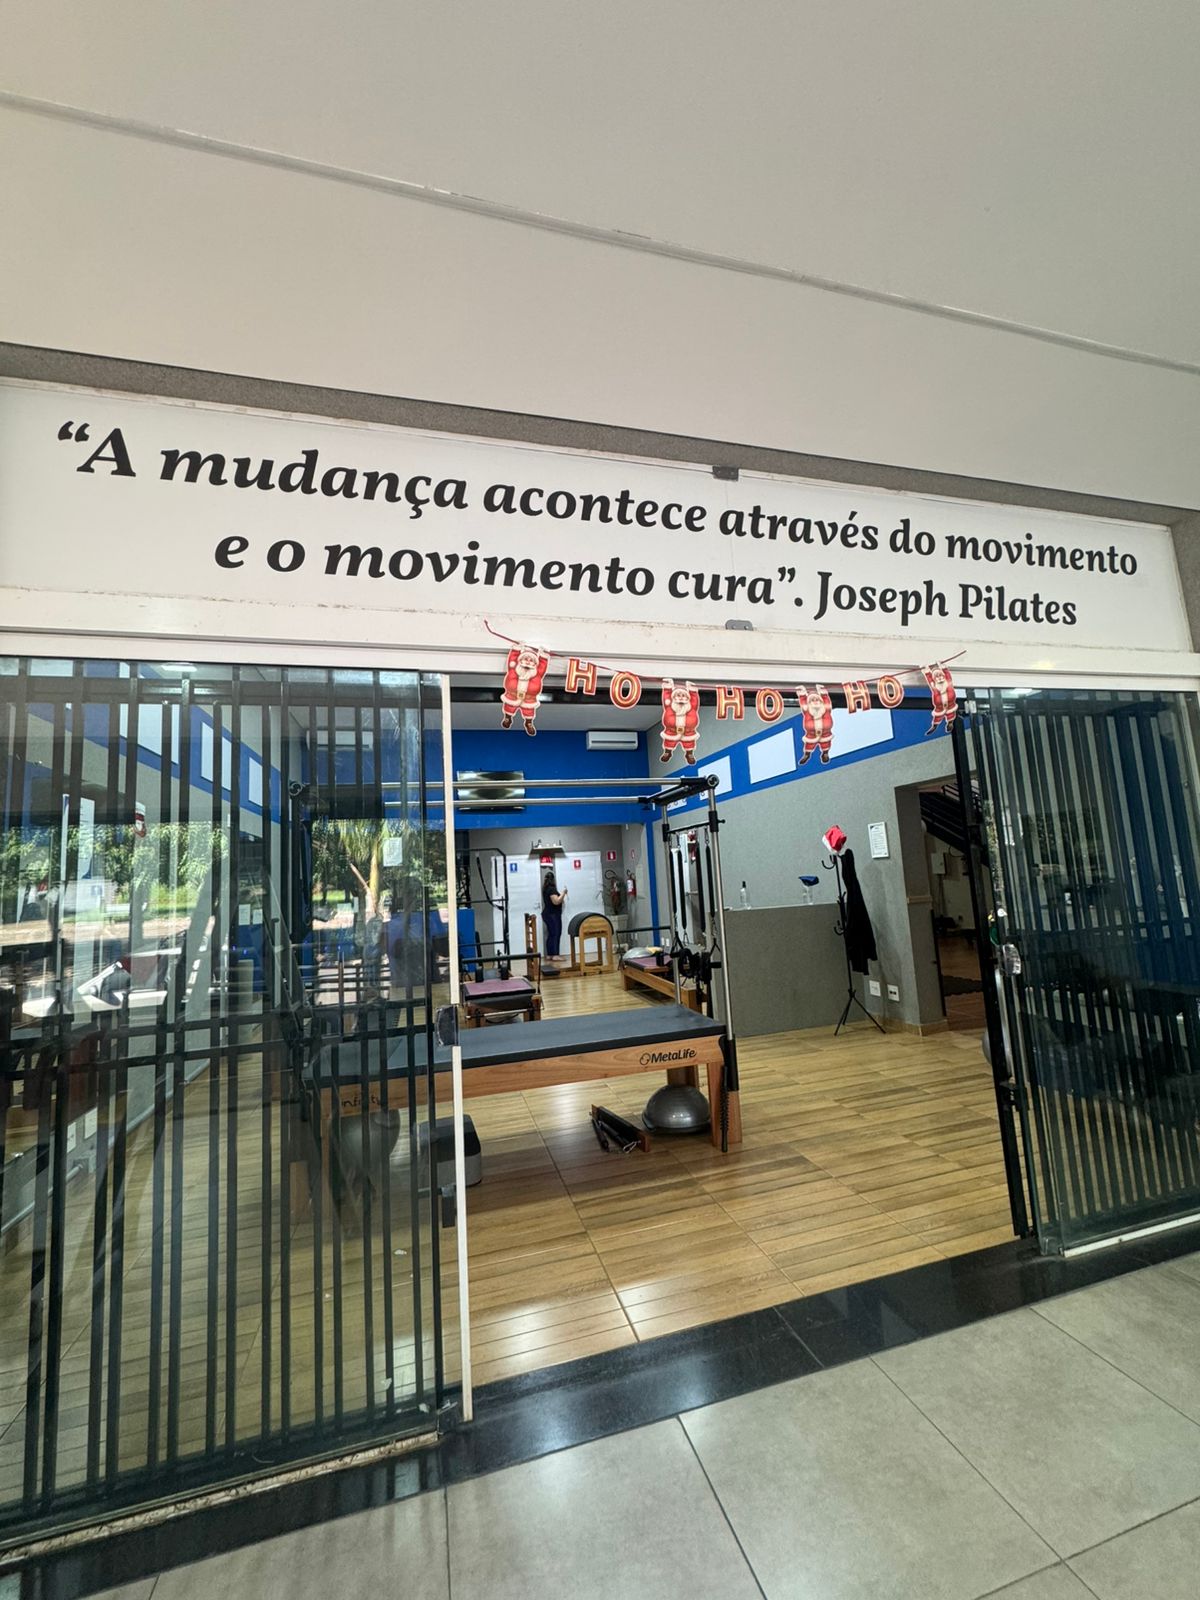 “A mudança acontece através do movimento
e o movimento cura”. Joseph Pilates
HO HO HO
MetaLife